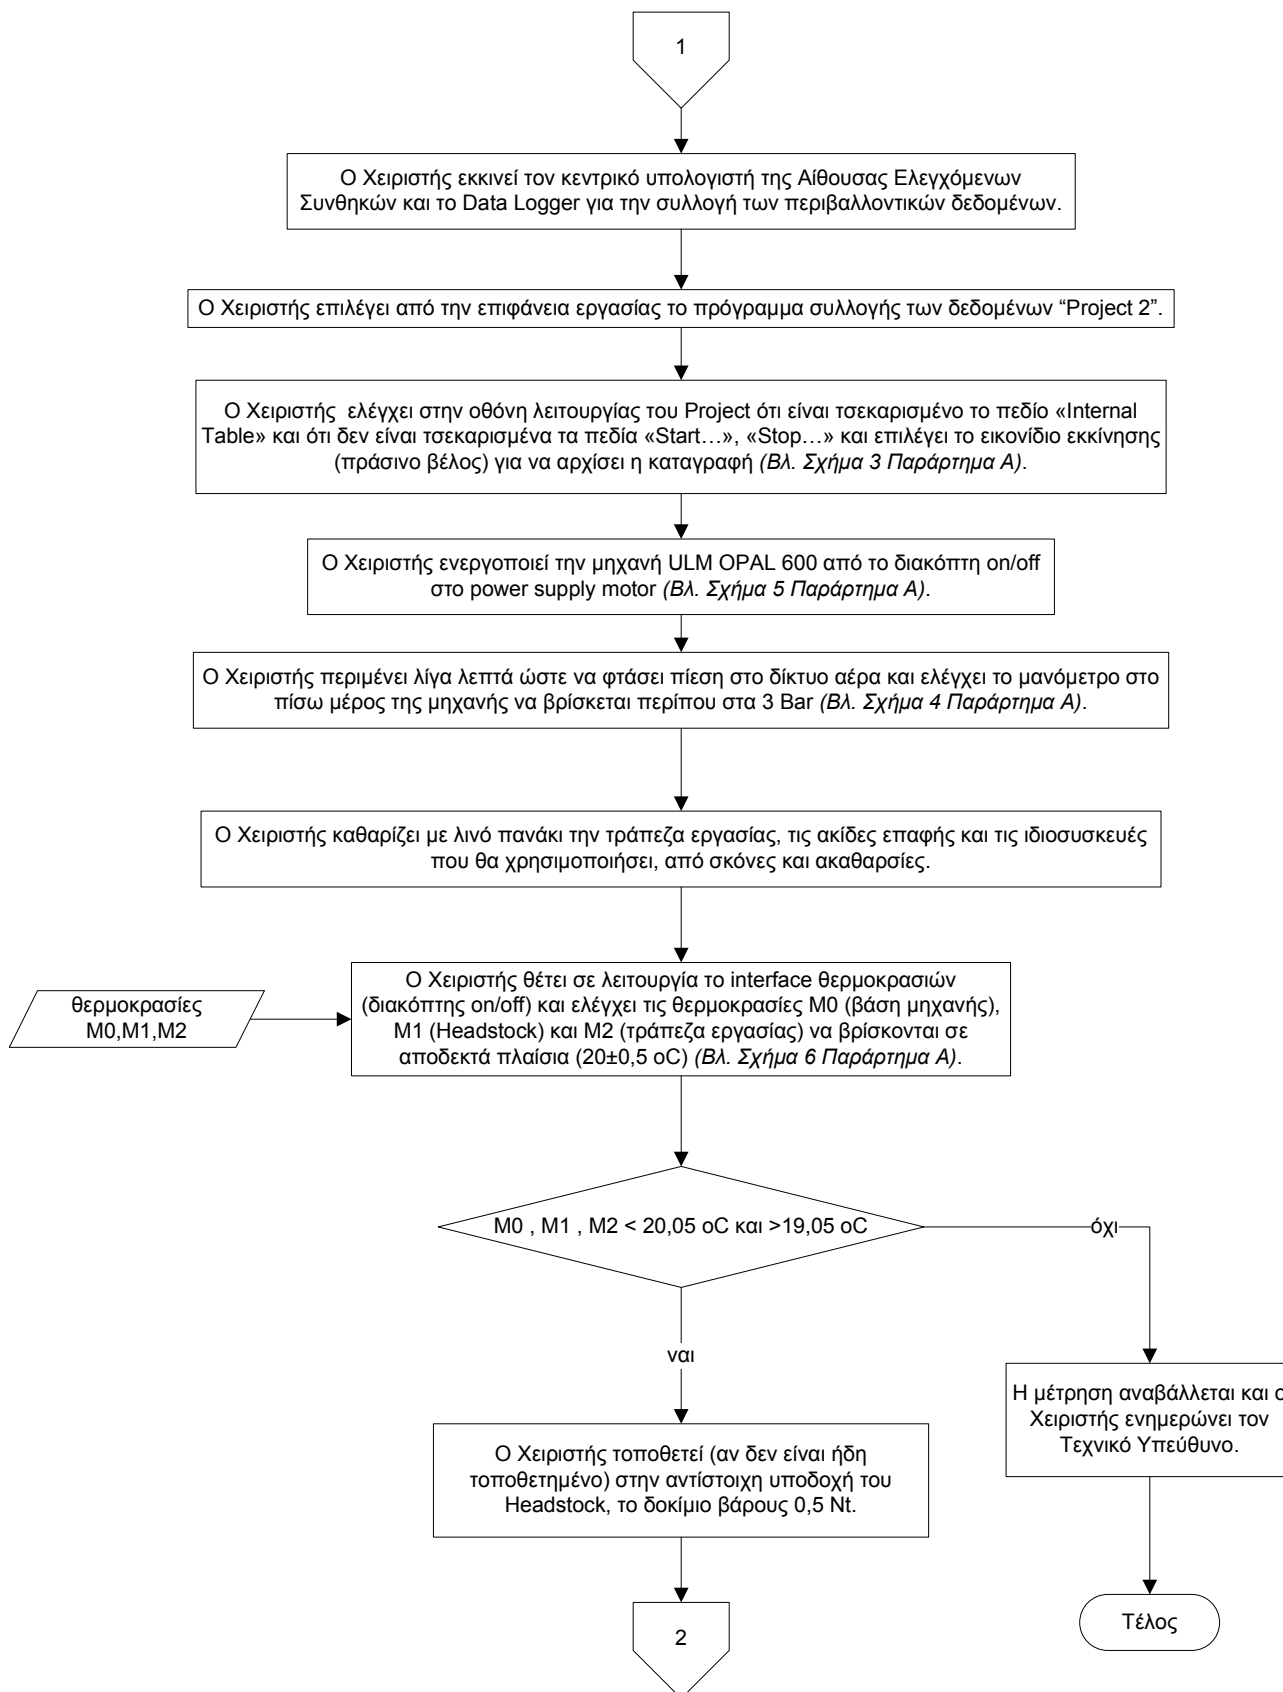 1
Ο Χειριστής εκκινεί τον κεντρικό υπολογιστή της Αίθουσας Ελεγχόμενων
Συνθηκών και το Data Logger για την συλλογή των περιβαλλοντικών δεδομένων.
Ο Χειριστής επιλέγει από την επιφάνεια εργασίας το πρόγραμμα συλλογής των δεδομένων “Project 2”.
Ο Χειριστής ελέγχει στην οθόνη λειτουργίας του Project ότι είναι τσεκαρισμένο το πεδίο «Internal
Table» και ότι δεν είναι τσεκαρισμένα τα πεδία «Start…», «Stop…» και επιλέγει το εικονίδιο εκκίνησης
(πράσινο βέλος) για να αρχίσει η καταγραφή (Βλ. Σχήμα 3 Παράρτημα Α).
Ο Χειριστής ενεργοποιεί την μηχανή ULM OPAL 600 από το διακόπτη on/off
στο power supply motor (Βλ. Σχήμα 5 Παράρτημα Α).
Ο Χειριστής περιμένει λίγα λεπτά ώστε να φτάσει πίεση στο δίκτυο αέρα και ελέγχει το μανόμετρο στο
πίσω μέρος της μηχανής να βρίσκεται περίπου στα 3 Bar (Βλ. Σχήμα 4 Παράρτημα Α).
Ο Χειριστής καθαρίζει με λινό πανάκι την τράπεζα εργασίας, τις ακίδες επαφής και τις ιδιοσυσκευές
που θα χρησιμοποιήσει, από σκόνες και ακαθαρσίες.
θερμοκρασίες
Μ0,Μ1,Μ2
Ο Χειριστής θέτει σε λειτουργία το interface θερμοκρασιών
(διακόπτης on/off) και ελέγχει τις θερμοκρασίες Μ0 (βάση μηχανής),
Μ1 (Headstock) και Μ2 (τράπεζα εργασίας) να βρίσκονται σε
αποδεκτά πλαίσια (20±0,5 oC) (Βλ. Σχήμα 6 Παράρτημα Α).
Μ0 , Μ1 , Μ2 < 20,05 oC και >19,05 oC
όχι
ναι
Η μέτρηση αναβάλλεται και ο
Χειριστής ενημερώνει τον
Τεχνικό Υπεύθυνο.
Ο Χειριστής τοποθετεί (αν δεν είναι ήδη
τοποθετημένο) στην αντίστοιχη υποδοχή του
Headstock, το δοκίμιο βάρους 0,5 Nt.
Τέλος
2